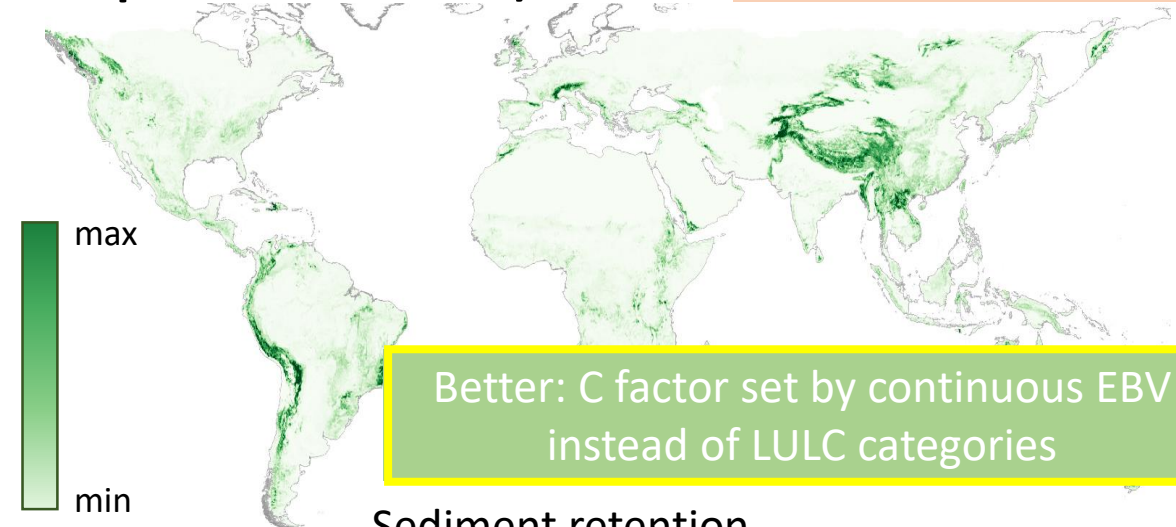 max
Better: C factor set by continuous EBV
instead of LULC categories
min
Sediment retention